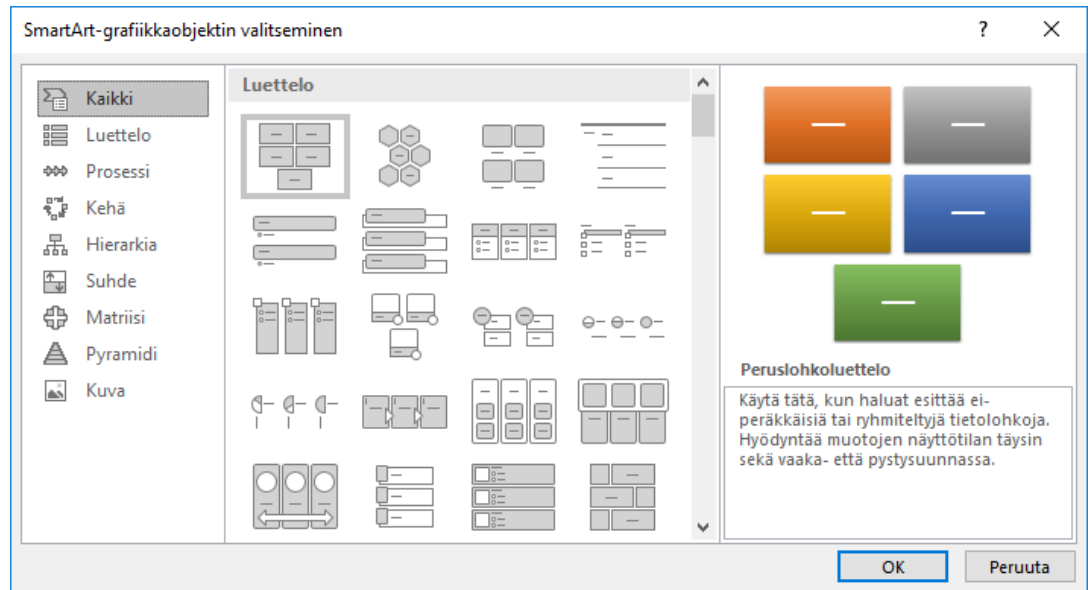 SmartArt-grafiikkaobjektin valitseminen
?
Kaikki
Luettelo
Prosessi
Kehä
Hierarkia
Suhde
Matriisi
Pyramidi
Kuva
Luettelo
Peruslohkoluettelo
Käytä tätä, kun haluat esittää ei-
peräkkäisiä tai ryhmiteltyjä tietolohkoja.
Hyödyntää muotojen näyttötilan täysin
sekä vaaka- että pystysuunnassa.
OK
Peruuta